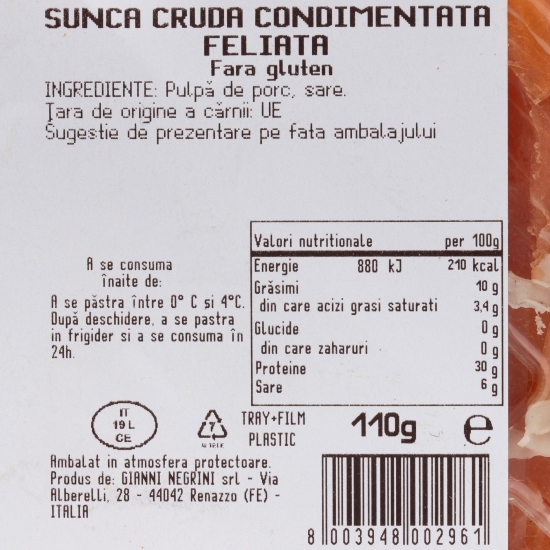 SUNCA CRUDA CONDIMENTATA
FELIATA
Fara gluten
INGREDIENTE: Pulpă de porc, sare.
Ţara de origine a cărnii: UE
Sugestie de prezentare pe fata ambalajului
A se consuma
înaite de:
A se păstra între 0° C şi 4°C.
După deschidere, a se pastra
in frigider si a se consuma în
24h.
Valori nutritionale per 100g
Energie 880 kJ 210 kcal
Grăsimi 10 g
din care acizi grasi saturati 3,4 g
Glucide 0 g
din care zaharuri 0 g
Proteine 30 g
Sare 6 g
IT
19 L
CE
7
TRAY+FILM
PLASTIC
110g e
Ambalat in atmosfera protectoare.
Produs de: GIANNI NEGRINI srl - Via
Alberelli, 28 - 44042 Renazzo (FE) -
ITALIA
8 003948 002961